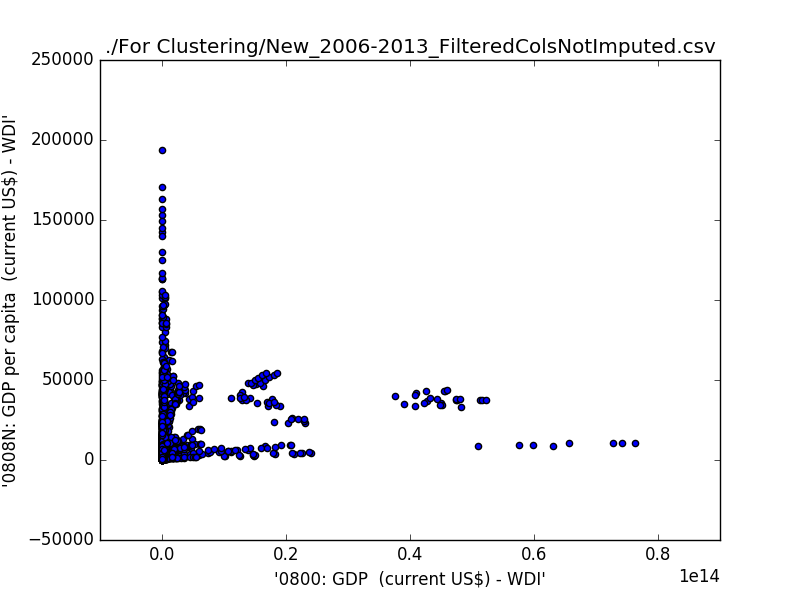 ./For Clustering/New_2006-2013_FilteredColsNotImputed.csv
250000
200000
150000
100000
50000
0
−50000
'0808N: GDP per capita  (current US$) - WDI'
0.0 0.2 0.4 0.6 0.8
1e14
'0800: GDP  (current US$) - WDI'